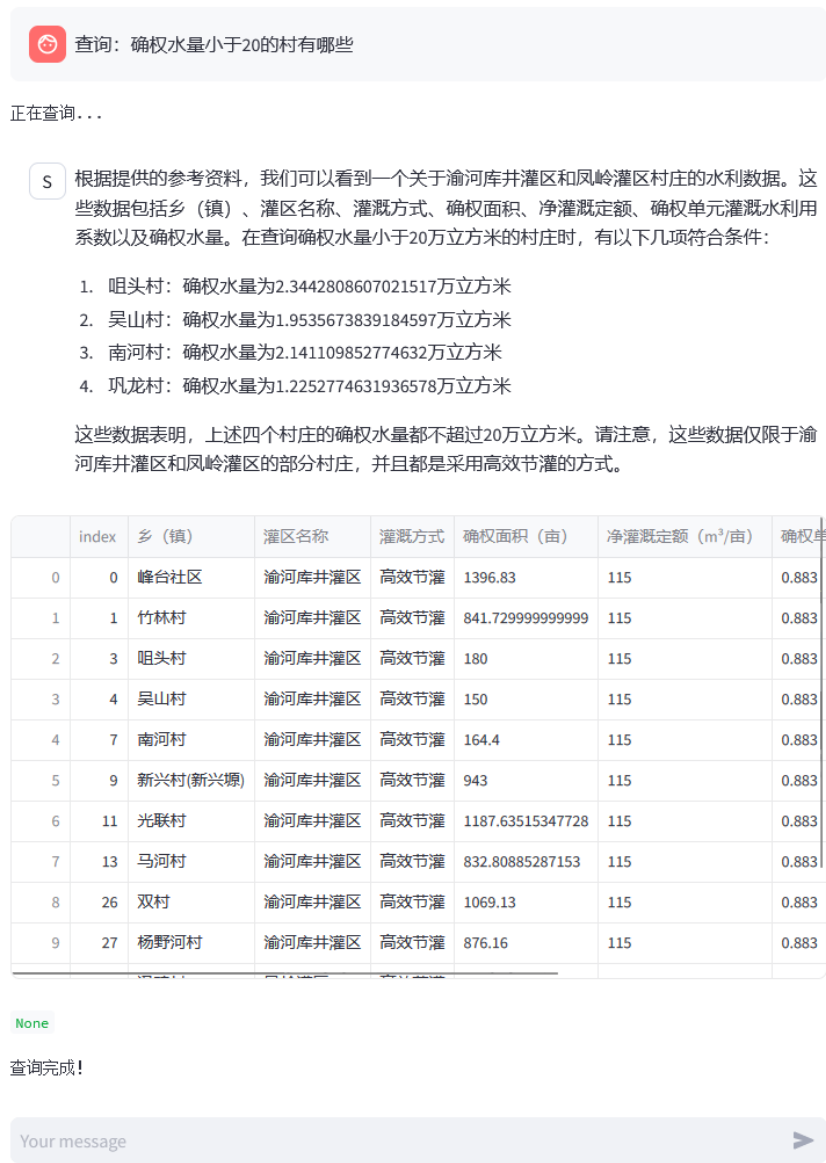 查询：确权水量小于20的村有哪些
正在查询...
S
根据提供的参考资料，我们可以看到一个关于渝河库井灌区和凤岭灌区村庄的水利数据。这
些数据包括乡（镇）、灌区名称、灌溉方式、确权面积、净灌溉定额、确权单元灌溉水利用
系数以及确权水量。在查询确权水量小于20万立方米的村庄时，有以下几项符合条件：
1. 咀头村：确权水量为2.3442808607021517万立方米
2. 吴山村：确权水量为1.9535673839184597万立方米
3. 南河村：确权水量为2.141109852774632万立方米
4. 巩龙村：确权水量为1.2252774631936578万立方米
这些数据表明，上述四个村庄的确权水量都不超过20万立方米。请注意，这些数据仅限于渝
河库井灌区和凤岭灌区的部分村庄，并且都是采用高效节灌的方式。
index 乡（镇） 灌区名称 灌溉方式 确权面积（亩） 净灌溉定额（m³/亩） 确权单
0 0 峰台社区 渝河库井灌区 高效节灌 1396.83 115 0.883
1 1 竹林村 渝河库井灌区 高效节灌 841.729999999999 115 0.883
2 3 咀头村 渝河库井灌区 高效节灌 180 115 0.883
3 4 吴山村 渝河库井灌区 高效节灌 150 115 0.883
4 7 南河村 渝河库井灌区 高效节灌 164.4 115 0.883
5 9 新兴村(新兴塬) 渝河库井灌区 高效节灌 943 115 0.883
6 11 光联村 渝河库井灌区 高效节灌 1187.63515347728 115 0.883
7 13 马河村 渝河库井灌区 高效节灌 832.80885287153 115 0.883
8 26 双村 渝河库井灌区 高效节灌 1069.13 115 0.883
9 27 杨野河村 渝河库井灌区 高效节灌 876.16 115 0.883
None
查询完成!
Your message